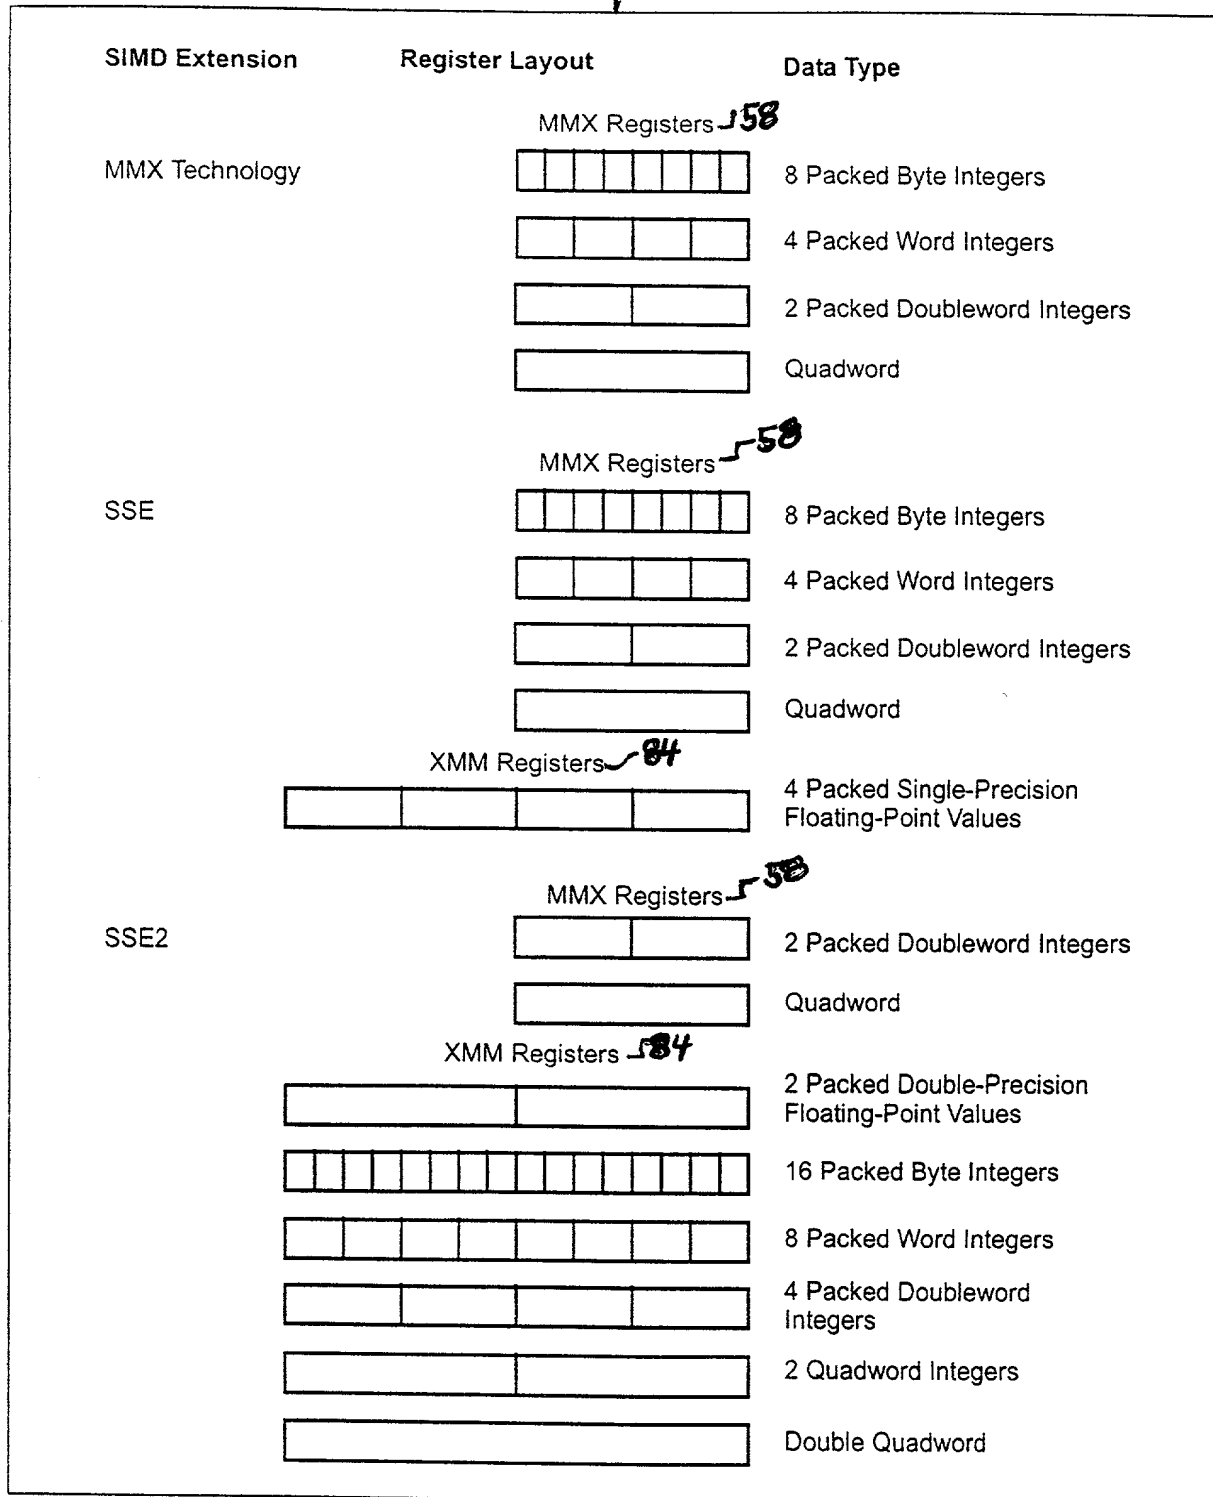 SIMD Extension Register Layout Data Type
MMX Registers 58
MMX Technology 8 Packed Byte Integers
4 Packed Word Integers
2 Packed Doubleword Integers
Quadword
MMX Registers 58
SSE 8 Packed Byte Integers
4 Packed Word Integers
2 Packed Doubleword Integers
Quadword
XMM Registers 84
4 Packed Single-Precision
Floating-Point Values
MMX Registers 58
SSE2 2 Packed Doubleword Integers
Quadword
XMM Registers 84
2 Packed Double-Precision
Floating-Point Values
16 Packed Byte Integers
8 Packed Word Integers
4 Packed Doubleword
Integers
2 Quadword Integers
Double Quadword